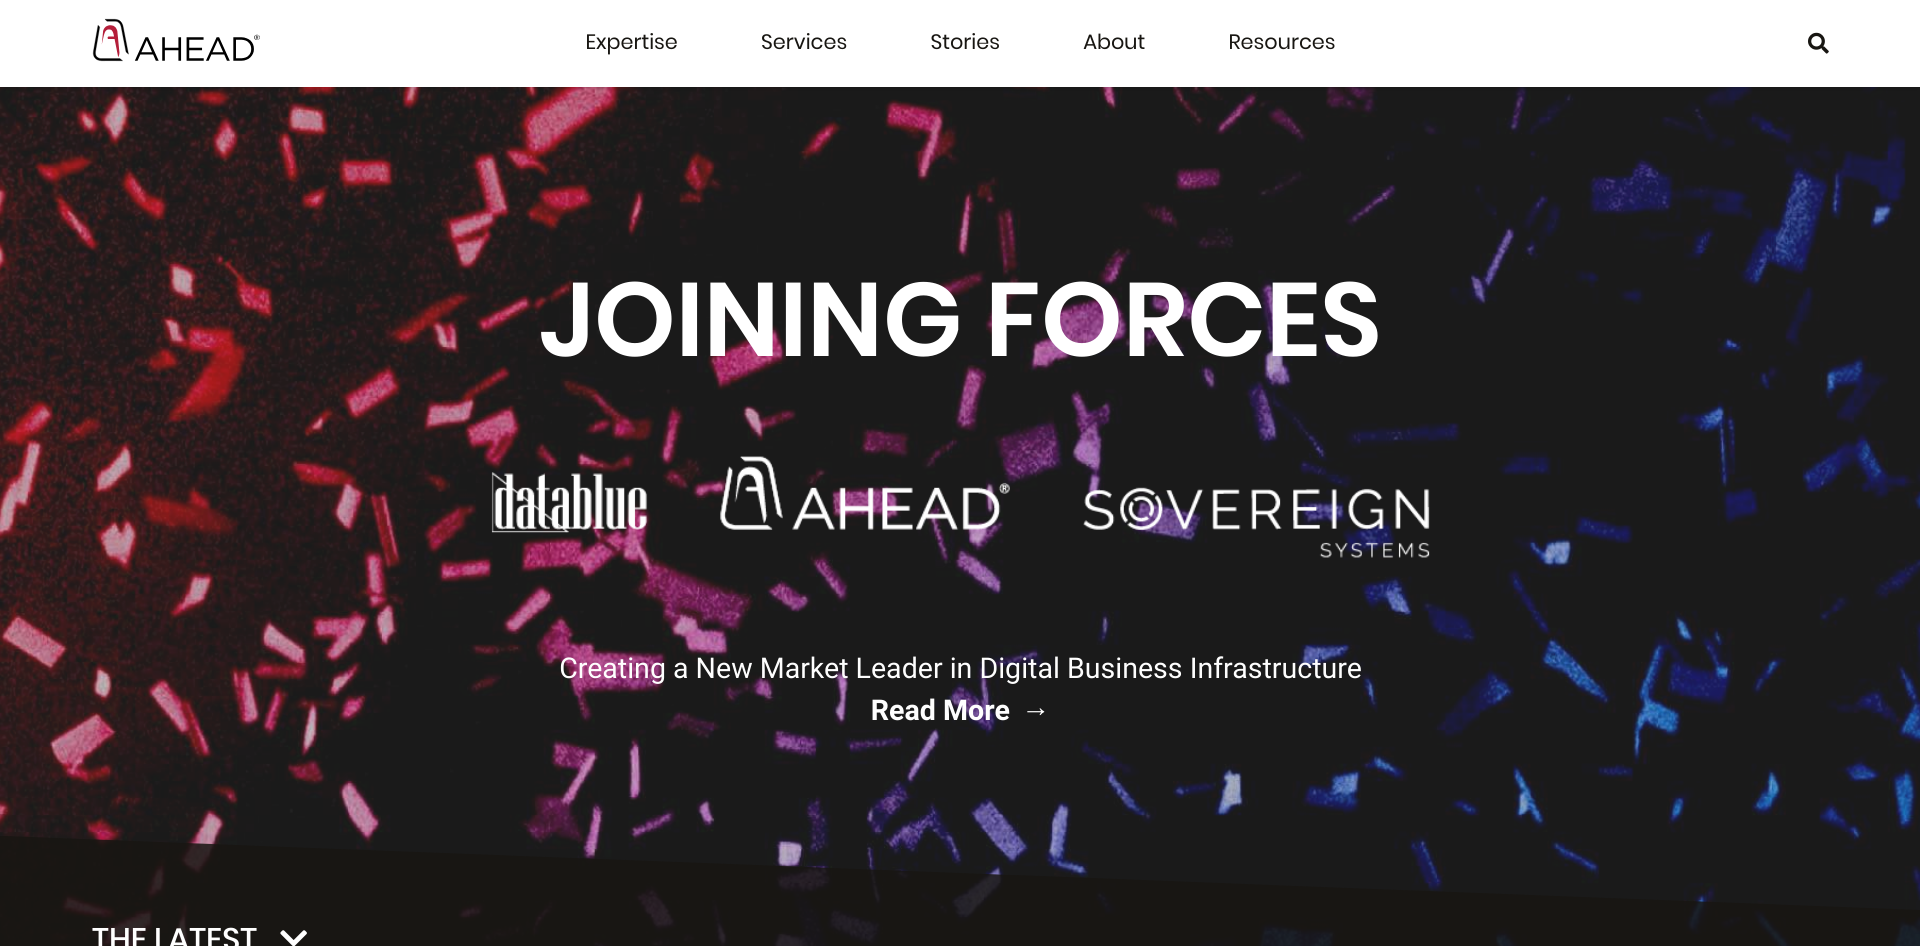 AHEAD®
Expertise Services Stories About Resources
JOINING FORCES
datablue AHEAD® SOVEREIGN
SYSTEMS
Creating a New Market Leader in Digital Business Infrastructure
Read More →
THE LATEST